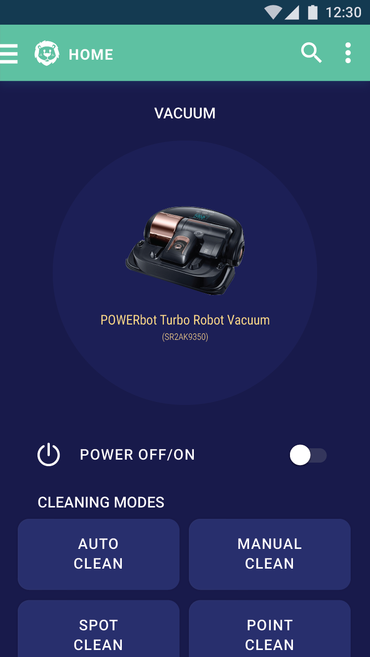 12:30
HOME
VACUUM
POWERbot Turbo Robot Vacuum
(SR2AK9350)
POWER OFF/ON
CLEANING MODES
AUTO
CLEAN
MANUAL
CLEAN
SPOT
CLEAN
POINT
CLEAN